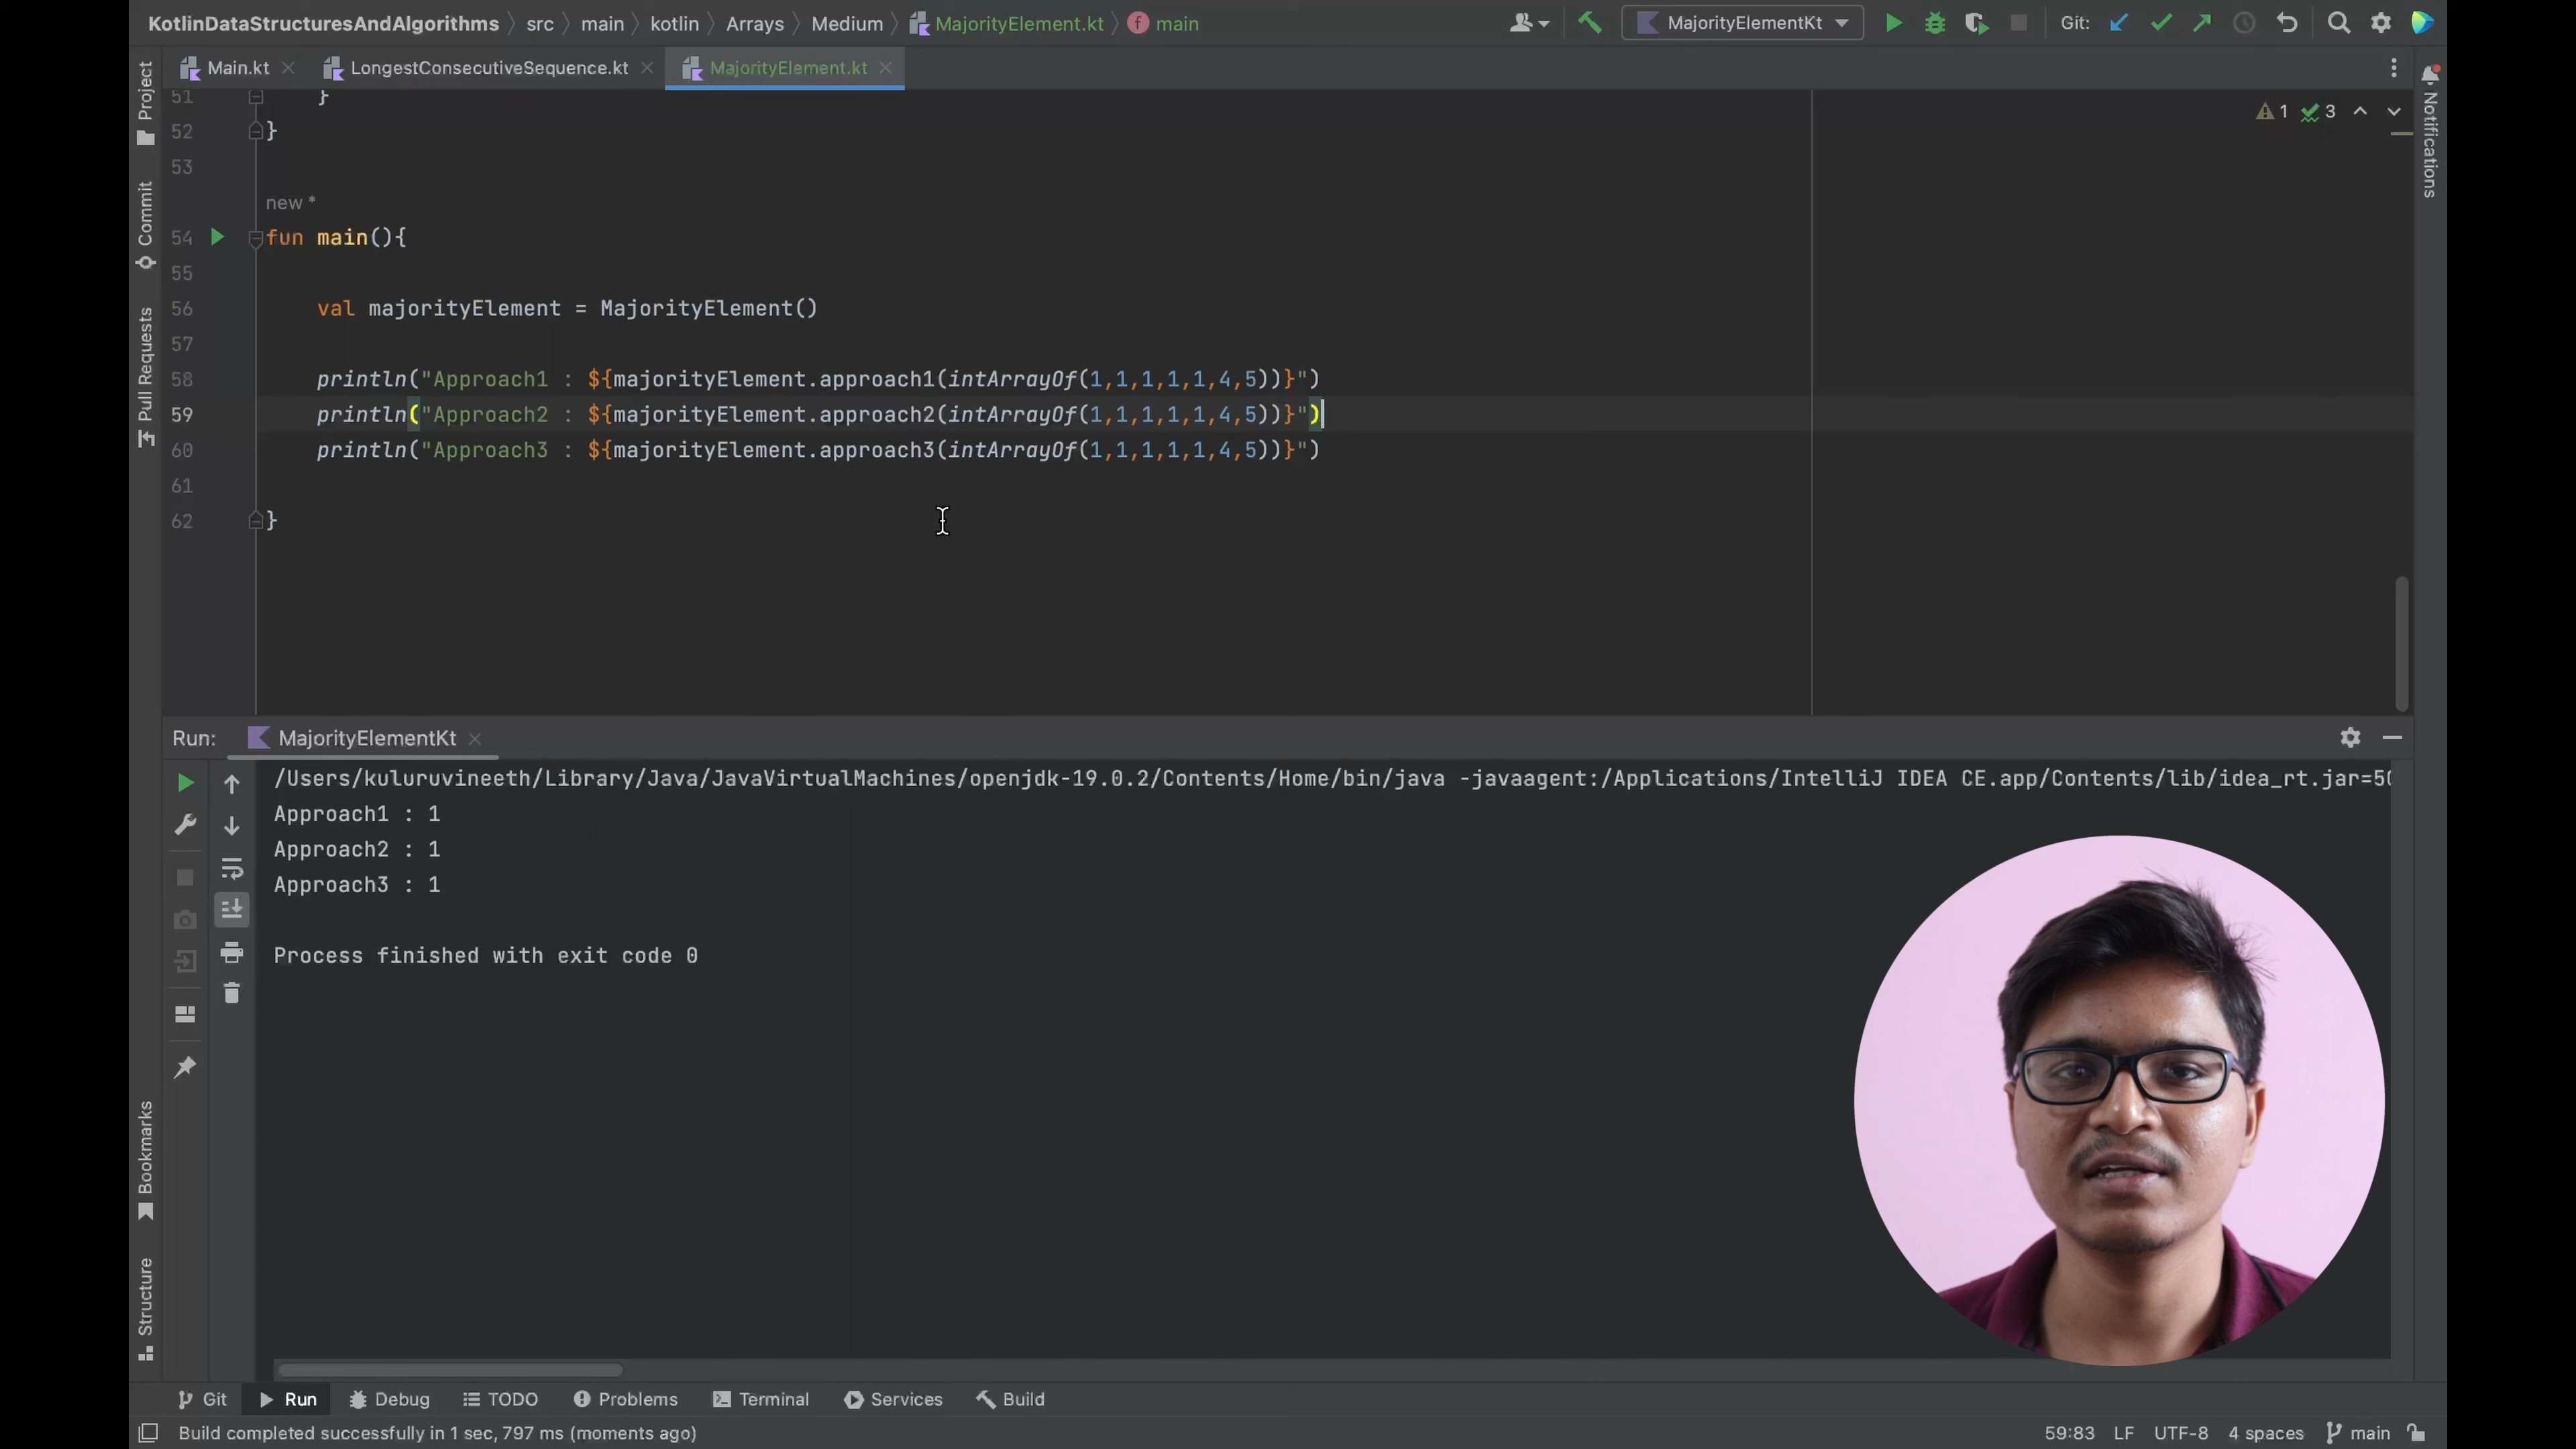 KotlinDataStructuresAndAlgorithms src main kotlin Arrays Medium MajorityElement.kt main
MajorityElementKt
Git:
Main.kt
LongestConsecutiveSequence.kt
MajorityElement.kt
Project
Commit
Pull Requests
Bookmarks
Structure
Notifications
1 3
51 }
52 }
53
new *
54 fun main(){
55
56 val majorityElement = MajorityElement()
57
58 println("Approach1 : ${majorityElement.approach1(intArrayOf(1,1,1,1,1,4,5))}")
59 println("Approach2 : ${majorityElement.approach2(intArrayOf(1,1,1,1,1,4,5))}")
60 println("Approach3 : ${majorityElement.approach3(intArrayOf(1,1,1,1,1,4,5))}")
61
62 }
Run: MajorityElementKt
/Users/kuluruvineeth/Library/Java/JavaVirtualMachines/openjdk-19.0.2/Contents/Home/bin/java -javaagent:/Applications/IntelliJ IDEA CE.app/Contents/lib/idea_rt.jar=50
Approach1 : 1
Approach2 : 1
Approach3 : 1
Process finished with exit code 0
Git Run Debug TODO Problems Terminal Services Build
Build completed successfully in 1 sec, 797 ms (moments ago)
59:83 LF UTF-8 4 spaces main